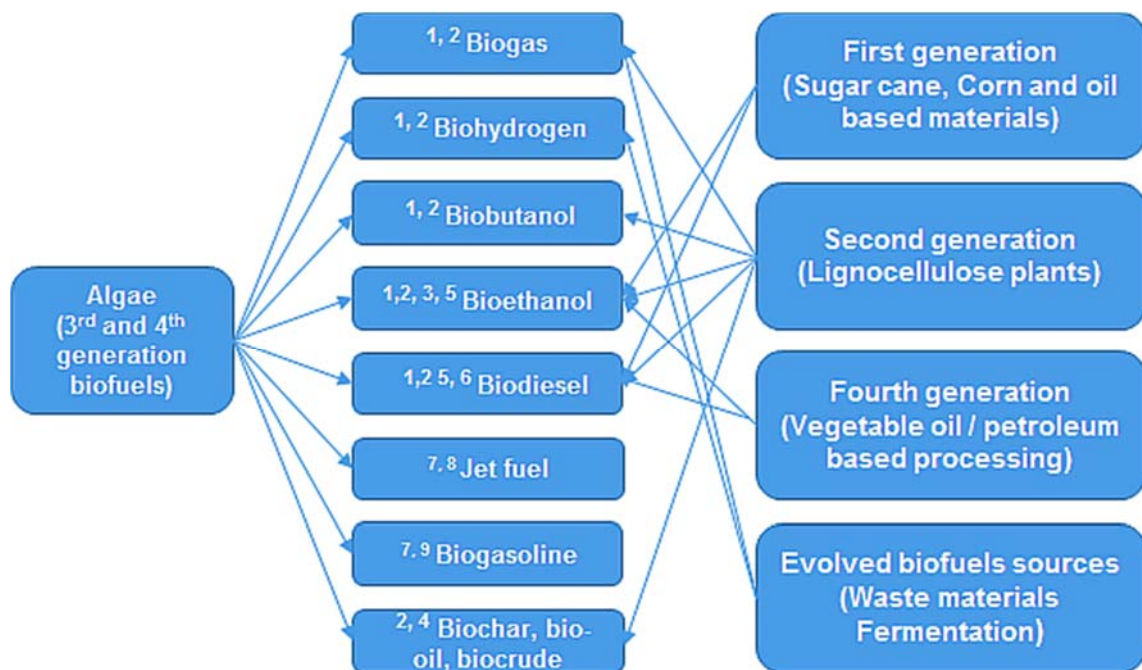 Algae
(3rd and 4th
generation
biofuels)
1, 2 Biogas
1, 2 Biohydrogen
1, 2 Biobutanol
1,2, 3, 5 Bioethanol
1,2 5, 6 Biodiesel
7. 8 Jet fuel
7. 9 Biogasoline
2, 4 Biochar, bio-
oil, biocrude
First generation
(Sugar cane, Corn and oil
based materials)
Second generation
(Lignocellulose plants)
Fourth generation
(Vegetable oil / petroleum
based processing)
Evolved biofuels sources
(Waste materials
Fermentation)